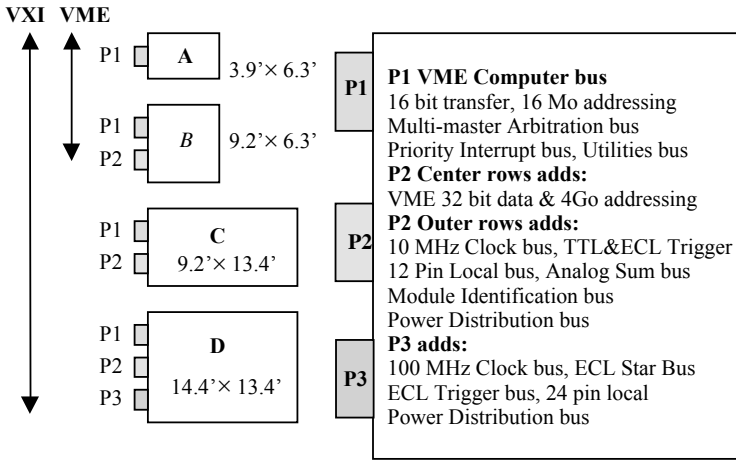 VXI VME
P1
A
3.9'× 6.3'
P1
P2
B
9.2'× 6.3'
P1
P2
C
9.2'× 13.4'
P1
P2
P3
D
14.4'× 13.4'
P1
P2
P3
P1 VME Computer bus
16 bit transfer, 16 Mo addressing
Multi-master Arbitration bus
Priority Interrupt bus, Utilities bus
P2 Center rows adds:
VME 32 bit data & 4Go addressing
P2 Outer rows adds:
10 MHz Clock bus, TTL&ECL Trigger
12 Pin Local bus, Analog Sum bus
Module Identification bus
Power Distribution bus
P3 adds:
100 MHz Clock bus, ECL Star Bus
ECL Trigger bus, 24 pin local
Power Distribution bus